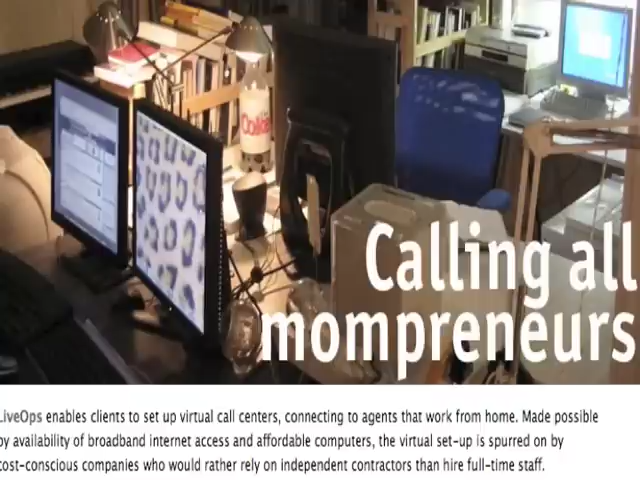 Coke
Calling all
mompreneurs
LiveOps enables clients to set up virtual call centers, connecting to agents that work from home. Made possible
by availability of broadband internet access and affordable computers, the virtual set-up is spurred on by
cost-conscious companies who would rather rely on independent contractors than hire full-time staff.